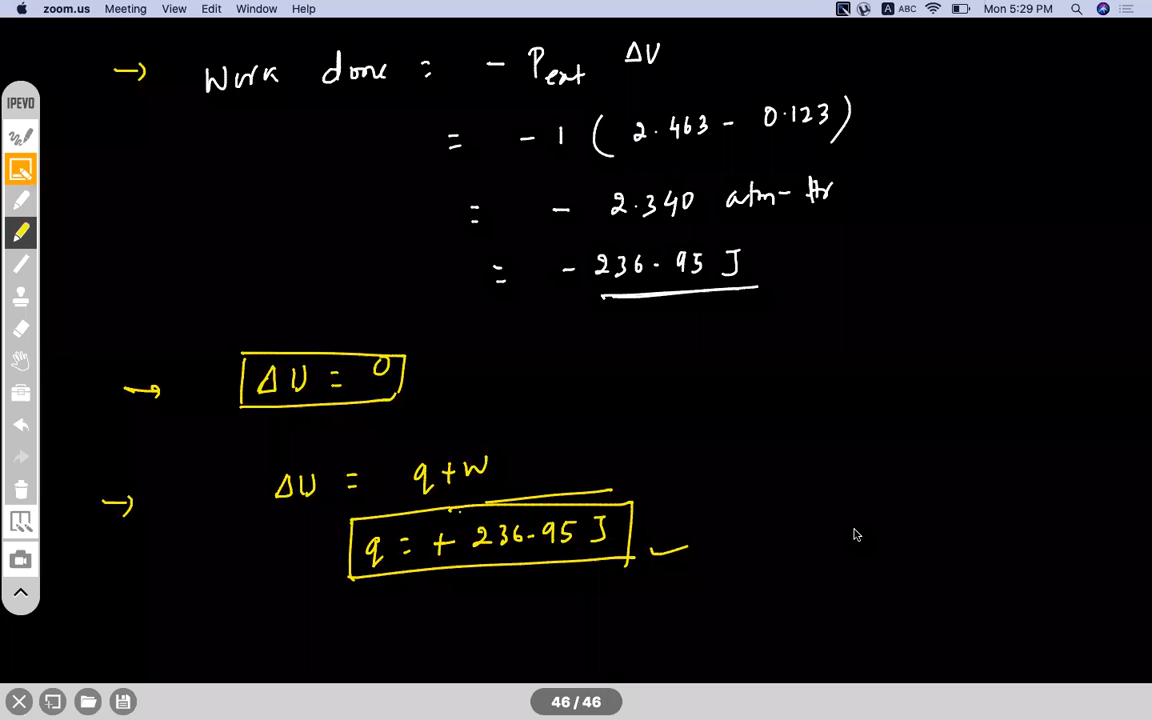 zoom.us Meeting View Edit Window Help A ABC Mon 5:29 PM
→ Work done = - Pext ΔV
IPEVO
= - 1 ( 2.463 - 0.123 )
= - 2.340 atm-ltr
= - 236.95 J
→ ΔU = 0
→ ΔU = q+w
q = + 236.95 J
46 / 46